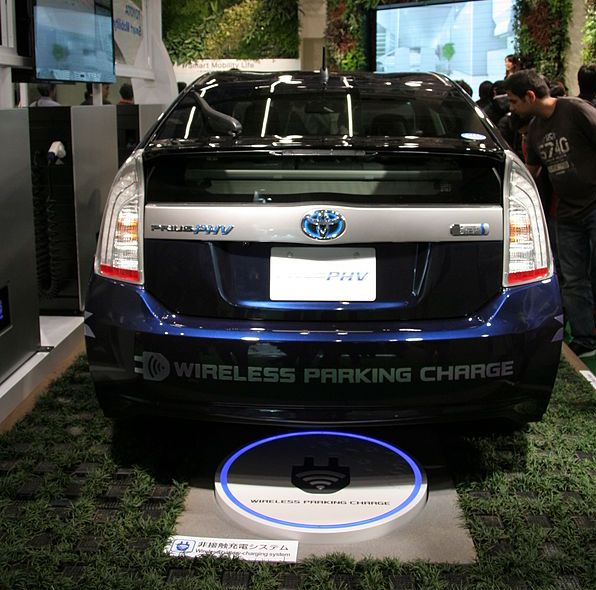 Smart Mobility Life
PRIUS PHV
PHV
WIRELESS PARKING CHARGE
WIRELESS PARKING CHARGE
非接触充電システム